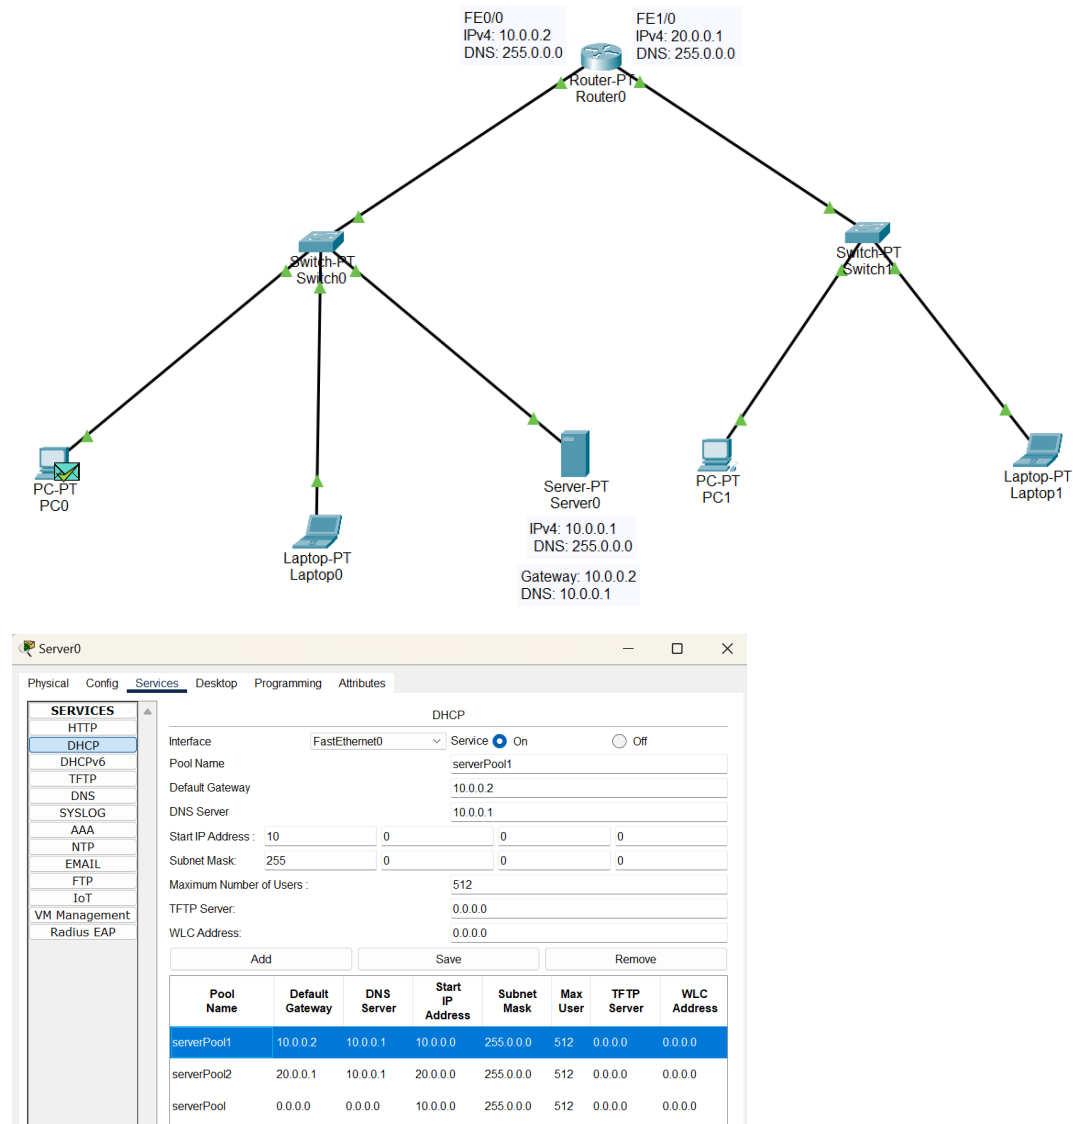 FE0/0
IPv4: 10.0.0.2
DNS: 255.0.0.0
FE1/0
IPv4: 20.0.0.1
DNS: 255.0.0.0
Router-PT
Router0
Switch-PT
Switch0
Switch-PT
Switch1
PC-PT
PC0
Laptop-PT
Laptop0
Server-PT
Server0
IPv4: 10.0.0.1
DNS: 255.0.0.0
Gateway: 10.0.0.2
DNS: 10.0.0.1
PC-PT
PC1
Laptop-PT
Laptop1
Server0
Physical Config Services Desktop Programming Attributes
SERVICES
HTTP
DHCP
DHCPv6
TFTP
DNS
SYSLOG
AAA
NTP
EMAIL
FTP
IoT
VM Management
Radius EAP
DHCP
Interface FastEthernet0 Service On Off
Pool Name serverPool1
Default Gateway 10.0.0.2
DNS Server 10.0.0.1
Start IP Address : 10 0 0 0
Subnet Mask: 255 0 0 0
Maximum Number of Users : 512
TFTP Server: 0.0.0.0
WLC Address: 0.0.0.0
Add Save Remove
Pool Name Default Gateway DNS Server Start IP Address Subnet Mask Max User TFTP Server WLC Address
serverPool1 10.0.0.2 10.0.0.1 10.0.0.0 255.0.0.0 512 0.0.0.0 0.0.0.0
serverPool2 20.0.0.1 10.0.0.1 20.0.0.0 255.0.0.0 512 0.0.0.0 0.0.0.0
serverPool 0.0.0.0 0.0.0.0 10.0.0.0 255.0.0.0 512 0.0.0.0 0.0.0.0